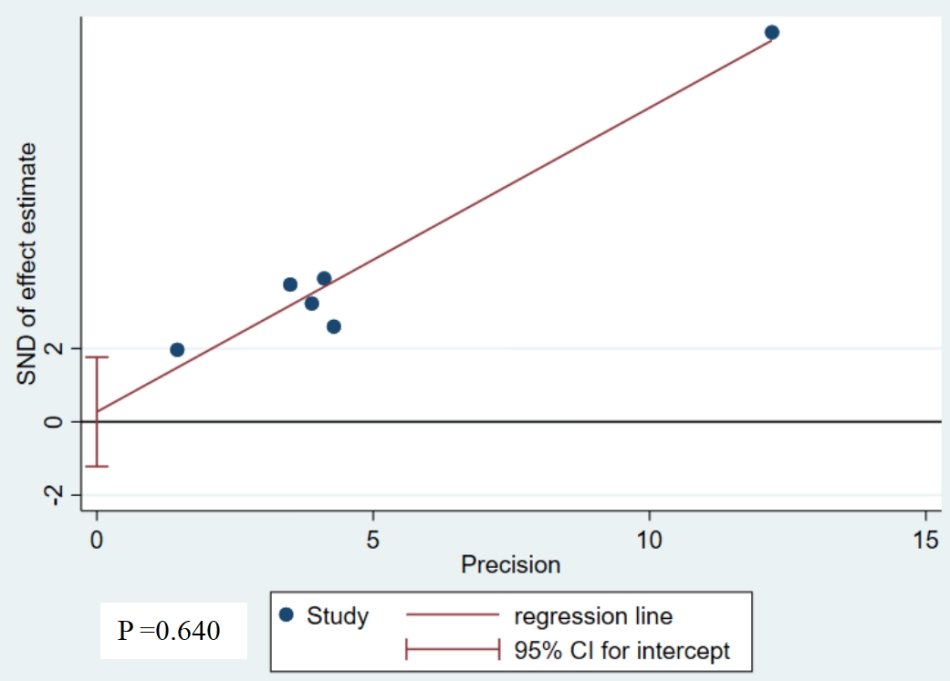 SND of effect estimate
2
0
-2
0 5 10 15
Precision
Study regression line
95% CI for intercept
P =0.640